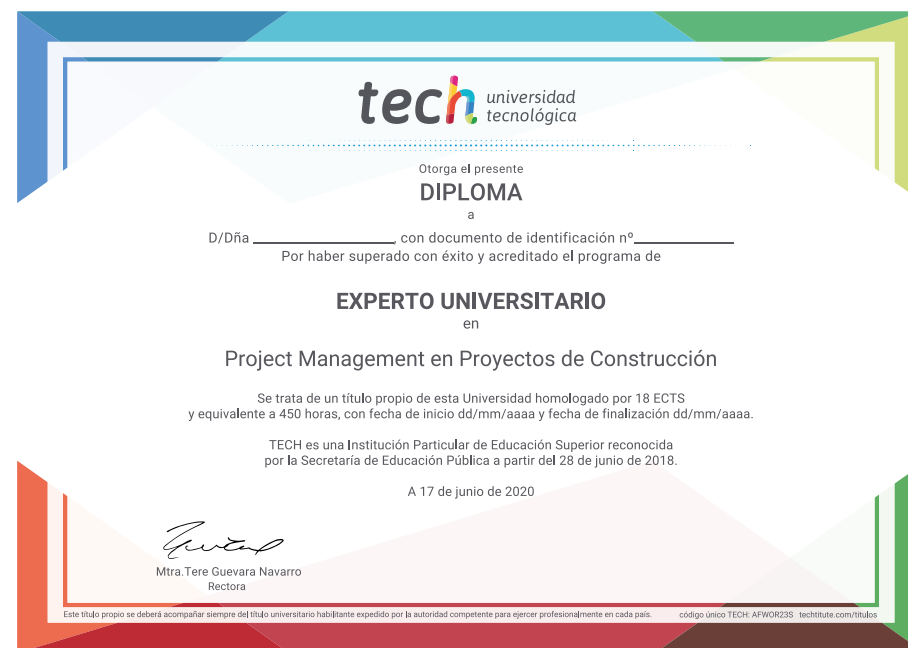 tech universidad
tecnológica
Otorga el presente
DIPLOMA
a
D/Dña ____________________, con documento de identificación nº______________
Por haber superado con éxito y acreditado el programa de
EXPERTO UNIVERSITARIO
en
Project Management en Proyectos de Construcción
Se trata de un título propio de esta Universidad homologado por 18 ECTS
y equivalente a 450 horas, con fecha de inicio dd/mm/aaaa y fecha de finalización dd/mm/aaaa.
TECH es una Institución Particular de Educación Superior reconocida
por la Secretaría de Educación Pública a partir del 28 de junio de 2018.
A 17 de junio de 2020
Mtra.Tere Guevara Navarro
Rectora
Este título propio se deberá acompañar siempre del título universitario habilitante expedido por la autoridad competente para ejercer profesionalmente en cada país. código único TECH: AFWOR23S techtitute.com/titulos